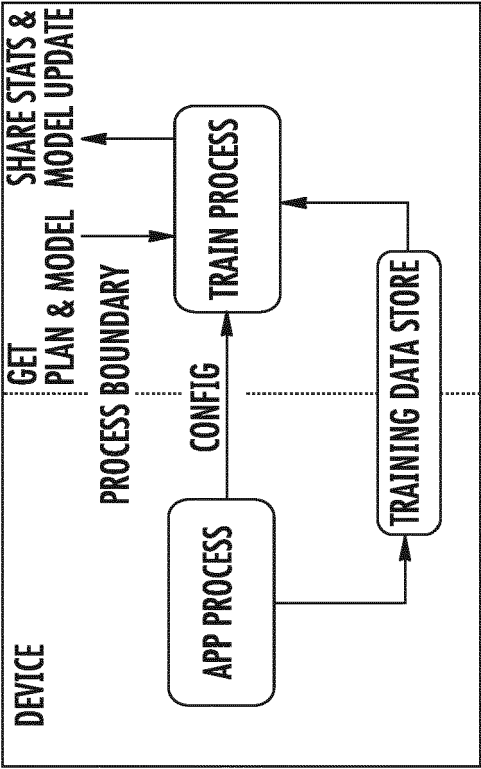 DEVICE
GET
PLAN & MODEL
SHARE STATS &
MODEL UPDATE
PROCESS BOUNDARY
CONFIG
APP PROCESS
TRAIN PROCESS
TRAINING DATA STORE